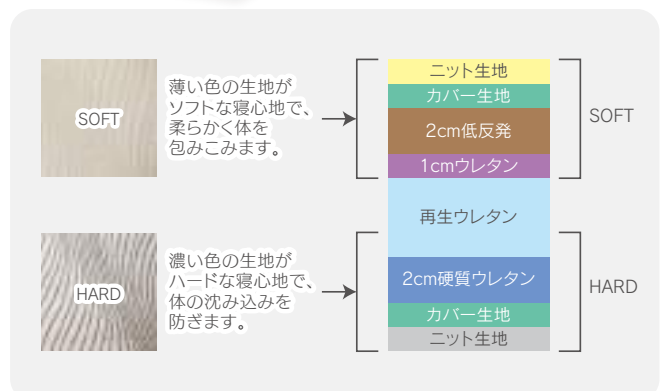 SOFT
薄い色の生地が
ソフトな寝心地で、
柔らかく体を
包みこみます。
ニット生地
カバー生地
2cm低反発
1cmウレタン
SOFT
再生ウレタン
HARD
濃い色の生地が
ハードな寝心地で、
体の沈み込みを
防ぎます。
2cm硬質ウレタン
カバー生地
ニット生地
HARD